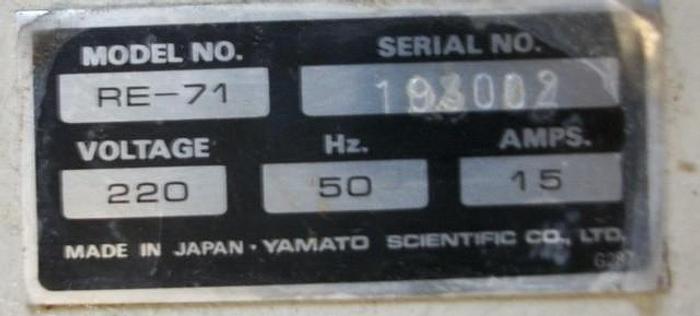 MODEL NO. SERIAL NO.
RE-71
VOLTAGE Hz. AMPS.
220 50 15
MADE IN JAPAN · YAMATO SCIENTIFIC CO., LTD.